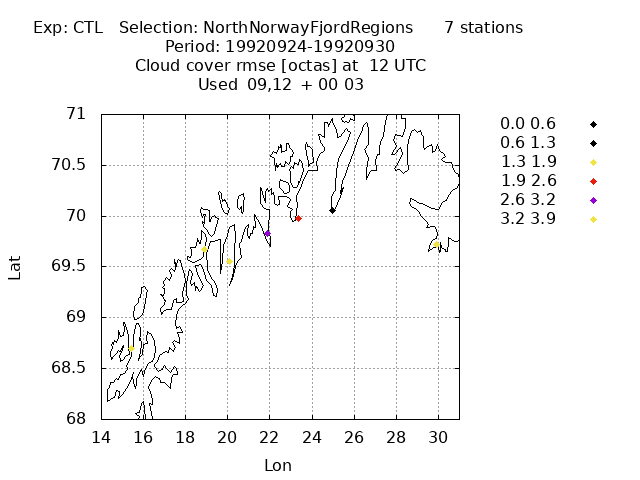 Exp: CTL   Selection: NorthNorwayFjordRegions      7 stations
Period: 19920924-19920930
Cloud cover rmse [octas] at  12 UTC
Used  09,12  + 00 03
0.0 0.6
0.6 1.3
1.3 1.9
1.9 2.6
2.6 3.2
3.2 3.9
71
70.5
70
69.5
69
68.5
68
Lat
14 16 18 20 22 24 26 28 30
Lon